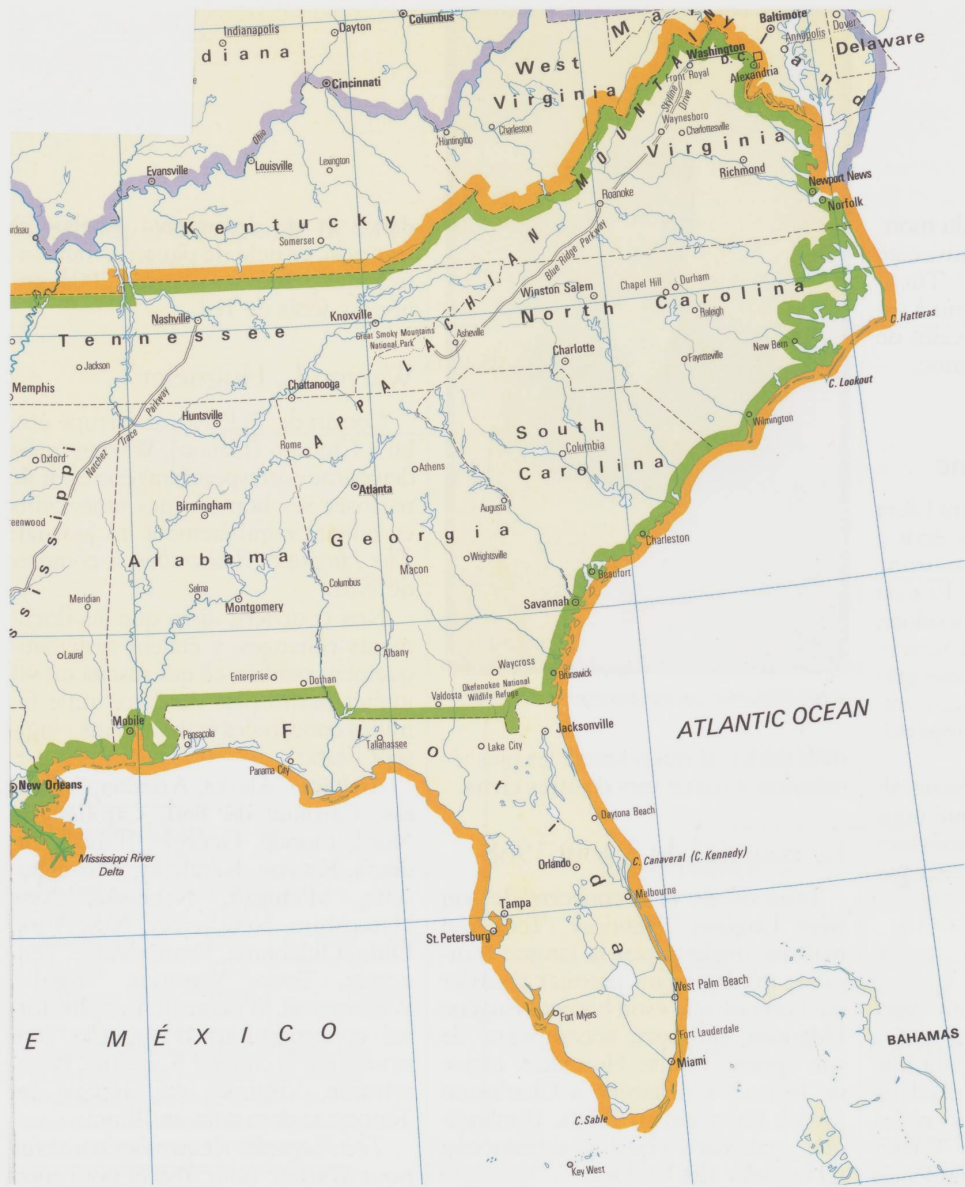 Indianapolis
Dayton
Columbus
diana
Cincinnati
West
Virginia
Ma
Baltimore
Annapolis
Dover
Delaware
Washington
D. C.
Front Royal
Alexandria
Skyline
Drive
Waynesboro
Charlottesville
Virginia
Richmond
Newport News
Norfolk
Roanoke
Huntington
Charleston
Ohio
Louisville
Lexington
Evansville
Kentucky
Somerset
ordeau
APPALACHIAN MOUNTAIN
Blue Ridge Parkway
Nashville
Tennessee
Knoxville
Great Smoky Mountains
National Park
Asheville
Winston Salem
Chapel Hill
Durham
Raleigh
North Carolina
Charlotte
Fayetteville
New Bern
C. Hatteras
C. Lookout
Wilmington
Jackson
Memphis
Chattanooga
Huntsville
Natchez Trace Parkway
Oxford
Rome
Athens
Atlanta
South
Carolina
Columbia
Augusta
Birmingham
reenwood
ssissippi
Alabama
Georgia
Macon
Wrightsville
Charleston
Beaufort
Savannah
Columbus
Selma
Montgomery
Meridian
Laurel
Albany
Enterprise
Dothan
Waycross
Okefenokee National
Wildlife Refuge
Valdosta
Brunswick
Mobile
Pensacola
Florida
Tallahassee
Lake City
Jacksonville
ATLANTIC OCEAN
Panama City
New Orleans
Mississippi River
Delta
Daytona Beach
Orlando
C. Canaveral (C. Kennedy)
Melbourne
Tampa
St. Petersburg
West Palm Beach
Fort Myers
Fort Lauderdale
Miami
E MÉXICO
BAHAMAS
C. Sable
Key West